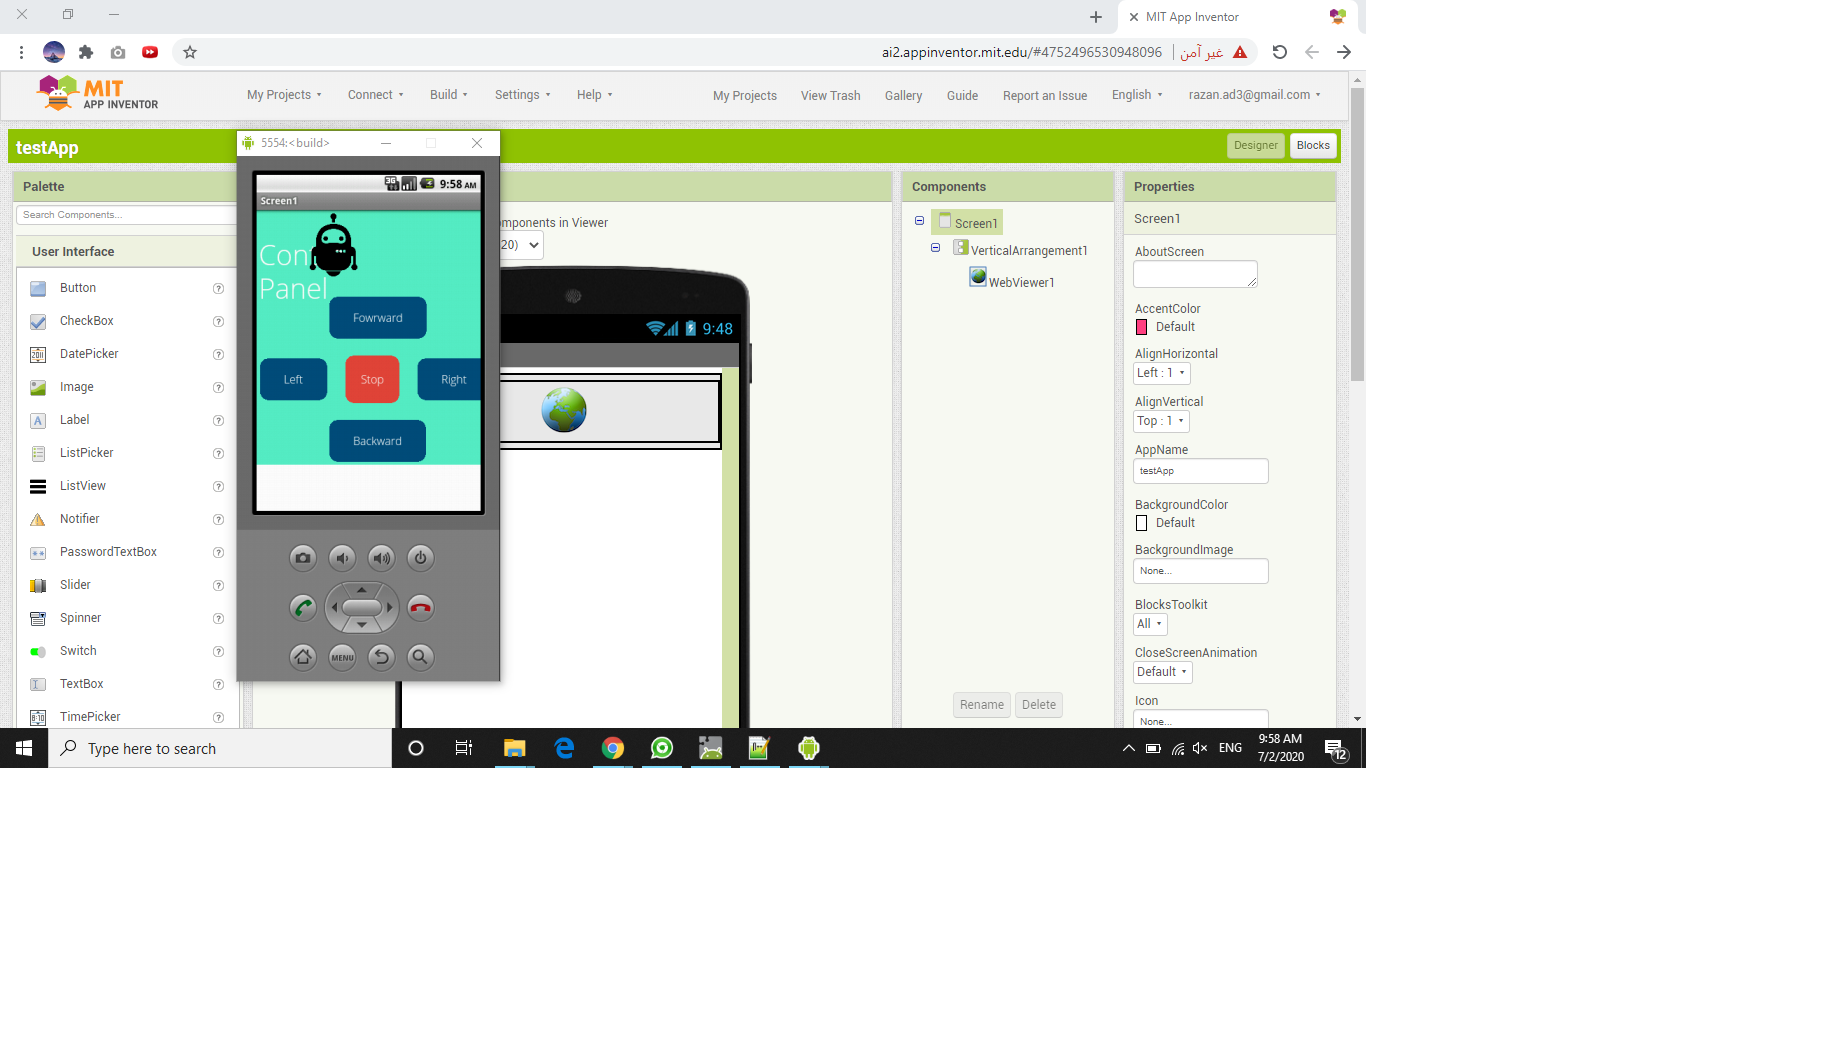 MIT App Inventor
ai2.appinventor.mit.edu/#4752496530948096
غير آمن
MIT
APP INVENTOR
My Projects
Connect
Build
Settings
Help
My Projects
View Trash
Gallery
Guide
Report an Issue
English
razan.ad3@gmail.com
testApp
Designer
Blocks
5554:<build>
Palette
Search Components...
User Interface
Button
CheckBox
DatePicker
Image
Label
ListPicker
ListView
Notifier
PasswordTextBox
Slider
Spinner
Switch
TextBox
TimePicker
3G
9:58 AM
Screen1
Con
Panel
Fowrward
Left
Stop
Right
Backward
MENU
mponents in Viewer
20)
9:48
Components
Screen1
VerticalArrangement1
WebViewer1
Rename
Delete
Properties
Screen1
AboutScreen
AccentColor
Default
AlignHorizontal
Left : 1
AlignVertical
Top : 1
AppName
testApp
BackgroundColor
Default
BackgroundImage
None...
BlocksToolkit
All
CloseScreenAnimation
Default
Icon
None...
Type here to search
ENG
9:58 AM
7/2/2020
12